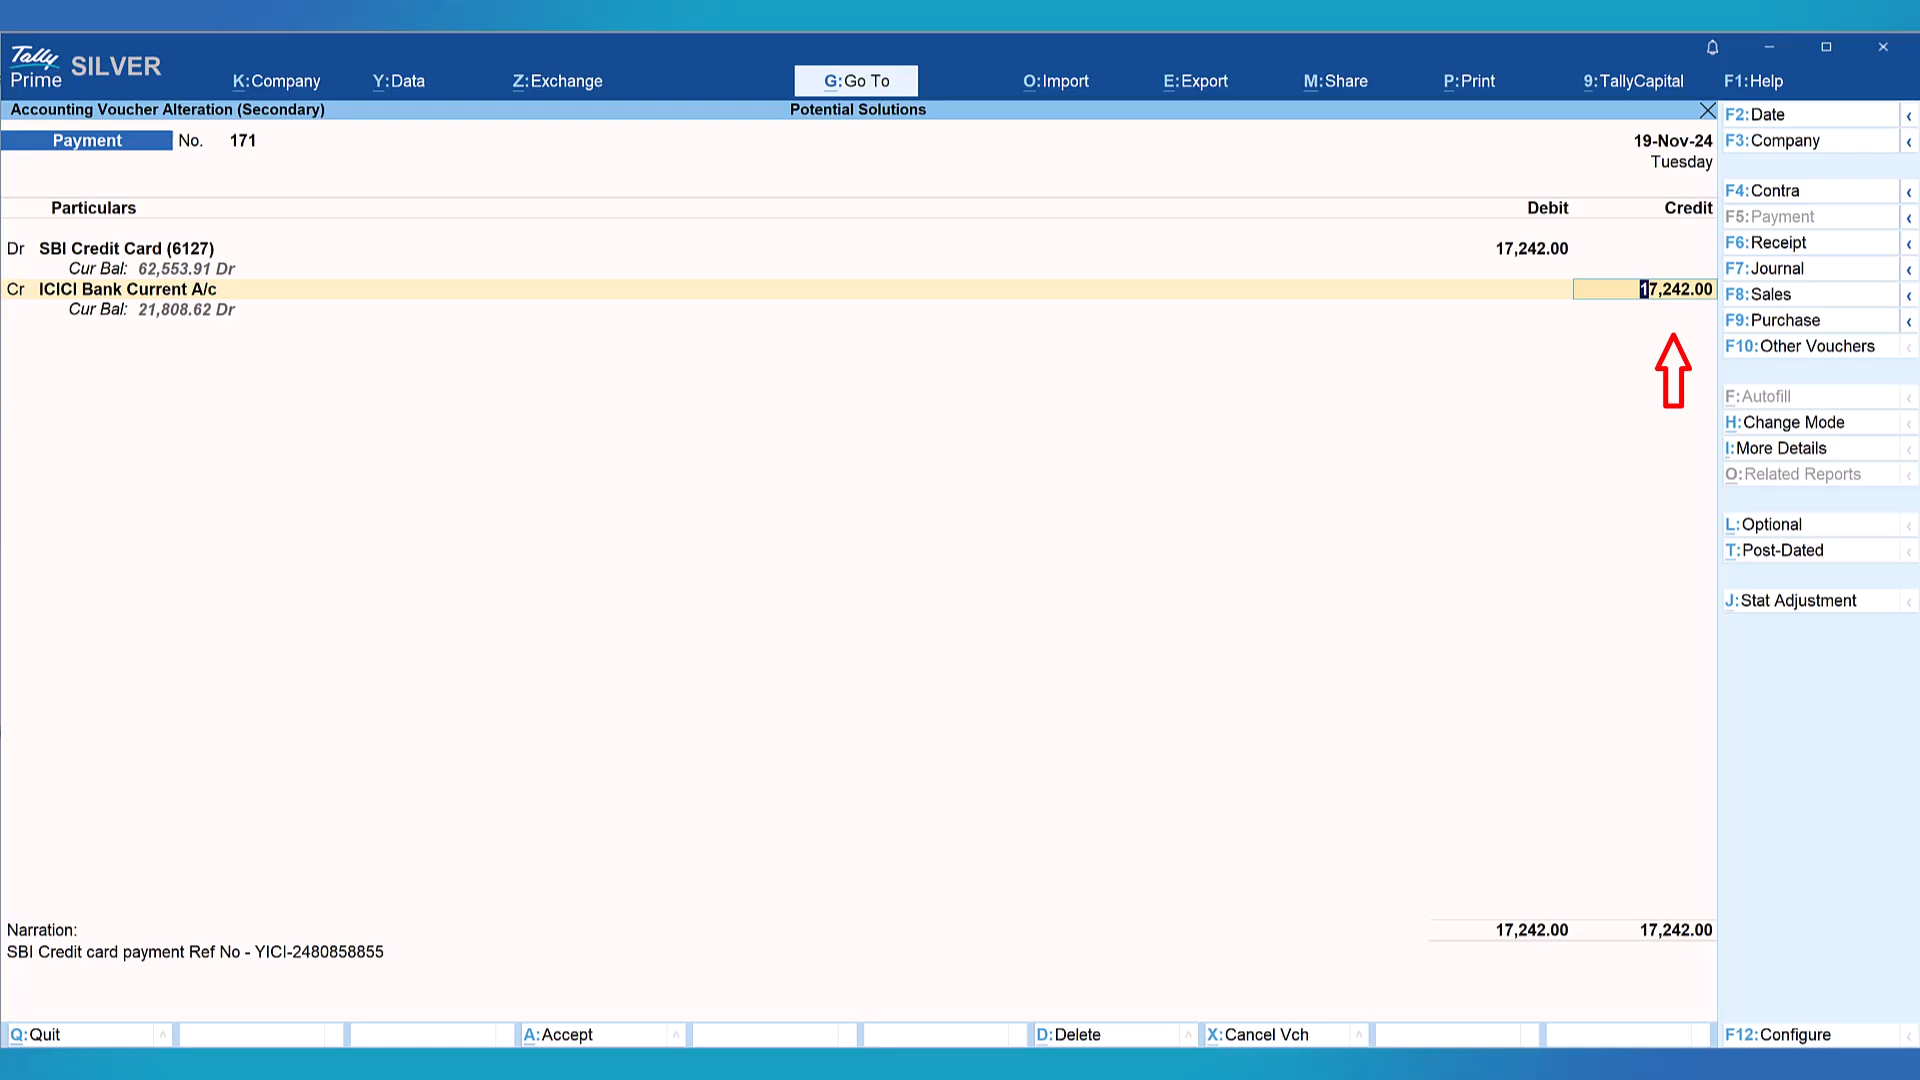 Tally
Prime SILVER
K:Company Y:Data Z:Exchange G:Go To O:Import E:Export M:Share P:Print 9:TallyCapital F1:Help
Accounting Voucher Alteration (Secondary) Potential Solutions
Payment No. 171 19-Nov-24
Tuesday
Particulars Debit Credit
Dr SBI Credit Card (6127) 17,242.00
Cur Bal: 62,553.91 Dr
Cr ICICI Bank Current A/c 17,242.00
Cur Bal: 21,808.62 Dr
Narration: 17,242.00 17,242.00
SBI Credit card payment Ref No - YICI-2480858855
F2:Date
F3:Company
F4:Contra
F5:Payment
F6:Receipt
F7:Journal
F8:Sales
F9:Purchase
F10:Other Vouchers
F:Autofill
H:Change Mode
I:More Details
O:Related Reports
L:Optional
T:Post-Dated
J:Stat Adjustment
Q:Quit A:Accept D:Delete X:Cancel Vch F12:Configure